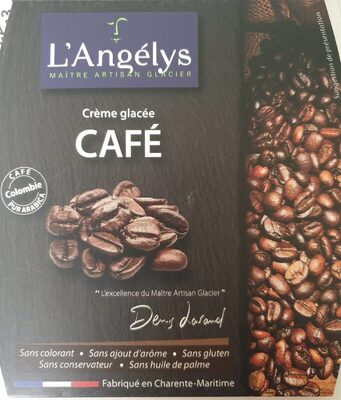 L'Angélys
MAÎTRE ARTISAN GLACIER
Suggestion de présentation
Crème glacée
CAFÉ
CAFÉ
Colombie
PUR ARABICA
"L'excellence du Maître Artisan Glacier"
Denis Lavaud
Sans colorant • Sans ajout d'arôme • Sans gluten
Sans conservateur • Sans huile de palme
Fabriqué en Charente-Maritime